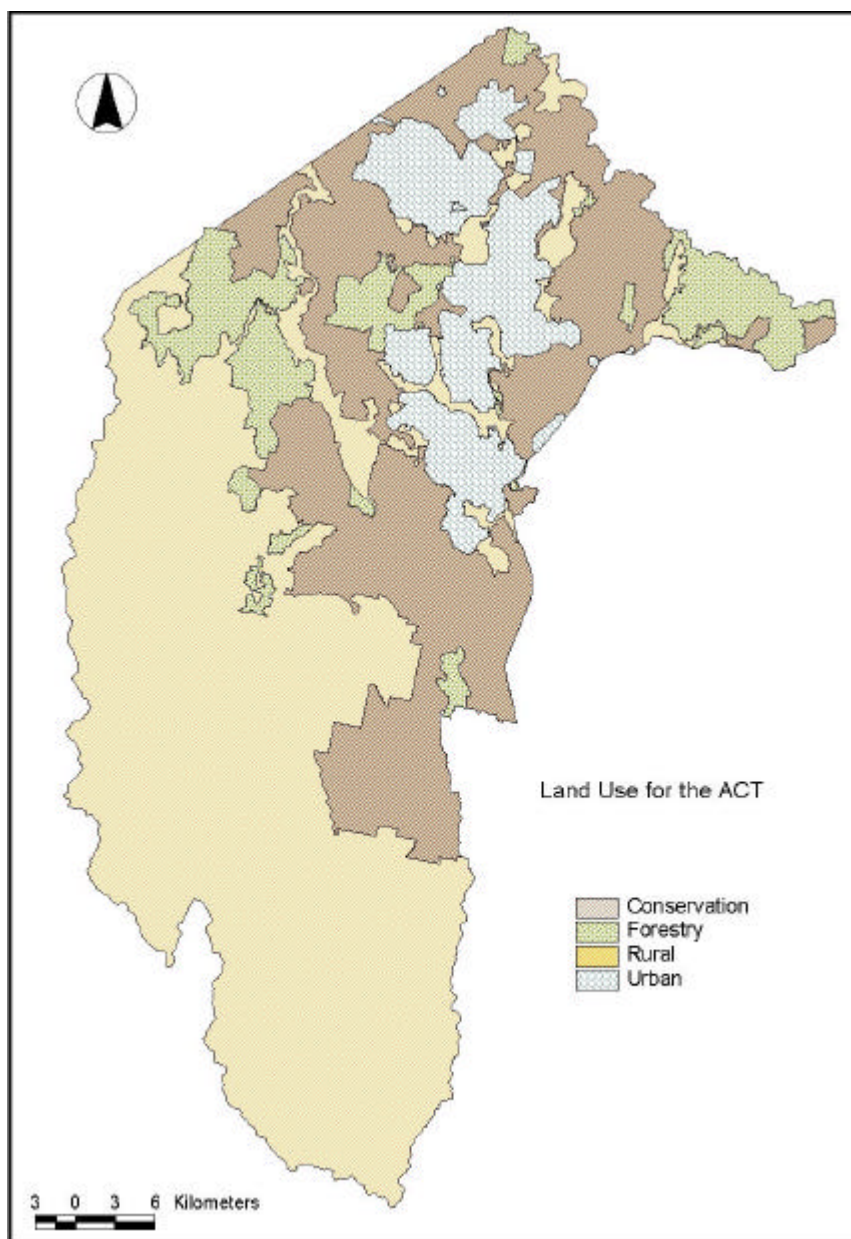 Land Use for the ACT
Conservation
Forestry
Rural
Urban
3 0 3 6 Kilometers